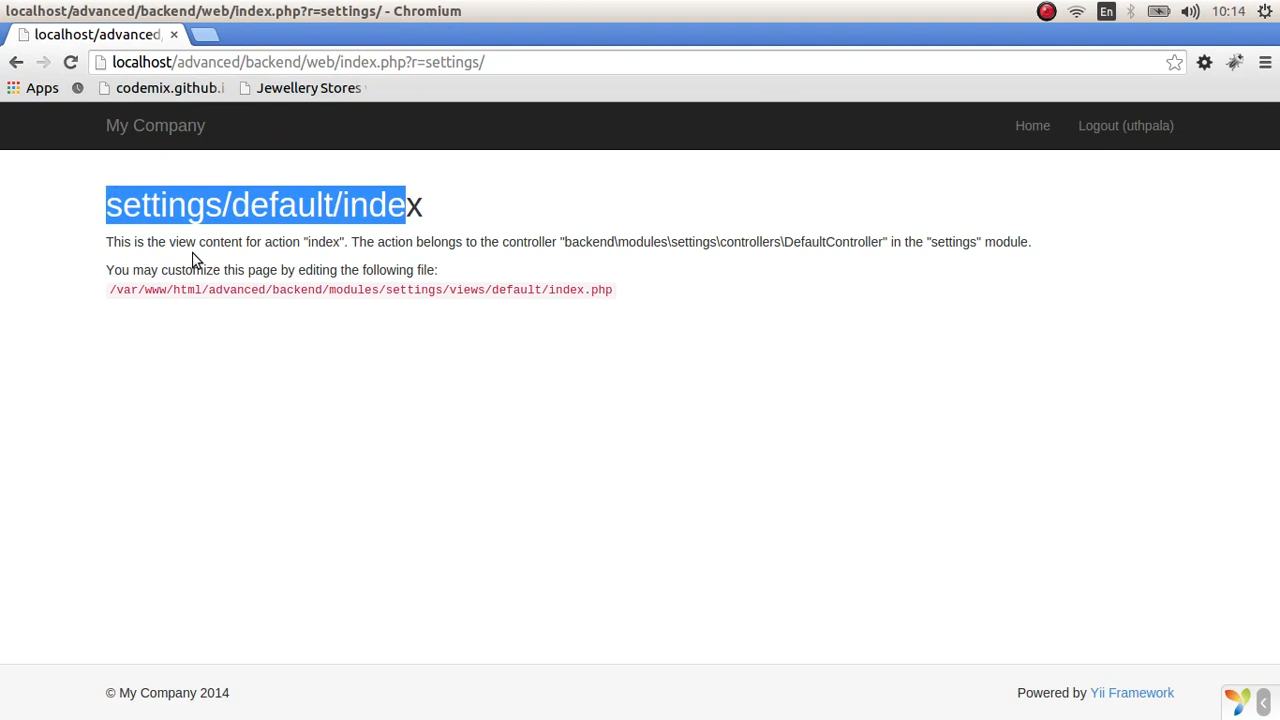 localhost/advanced/backend/web/index.php?r=settings/ - Chromium
En
10:14
localhost/advanced
localhost/advanced/backend/web/index.php?r=settings/
Apps
codemix.github.i
Jewellery Stores
My Company
Home
Logout (uthpala)
settings/default/index
This is the view content for action "index". The action belongs to the controller "backend\modules\settings\controllers\DefaultController" in the "settings" module.
You may customize this page by editing the following file:
/var/www/html/advanced/backend/modules/settings/views/default/index.php
© My Company 2014
Powered by Yii Framework